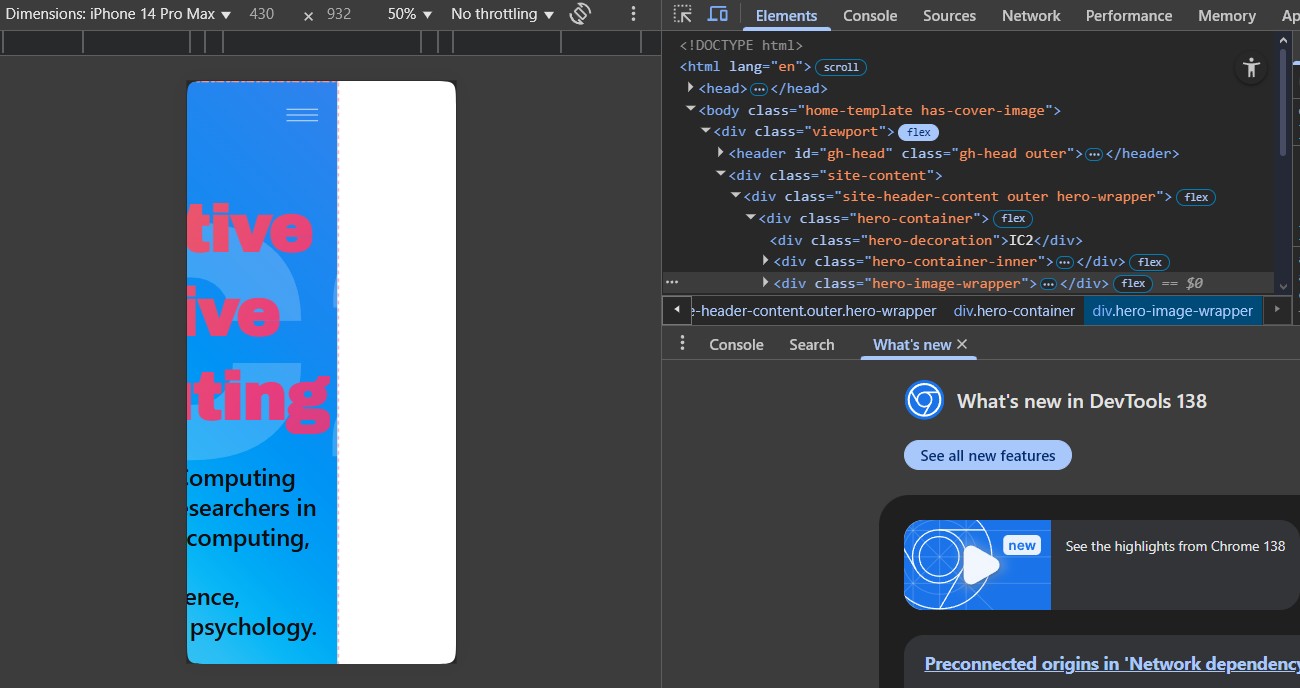 Dimensions: iPhone 14 Pro Max ▼ 430 × 932 50% ▼ No throttling ▼
Elements Console Sources Network Performance Memory Ap
<!DOCTYPE html>
<html lang="en"> scroll
<head> ⋯ </head>
<body class="home-template has-cover-image">
<div class="viewport"> flex
<header id="gh-head" class="gh-head outer"> ⋯ </header>
<div class="site-content">
<div class="site-header-content outer hero-wrapper"> flex
<div class="hero-container"> flex
<div class="hero-decoration">IC2</div>
<div class="hero-container-inner"> ⋯ </div> flex
<div class="hero-image-wrapper"> ⋯ </div> flex == $0
e-header-content.outer.hero-wrapper div.hero-container div.hero-image-wrapper
Console Search What's new ×
What's new in DevTools 138
See all new features
new
See the highlights from Chrome 138
Preconnected origins in 'Network dependency
tive
ive
ting
Computing
searchers in
computing,
ence,
psychology.